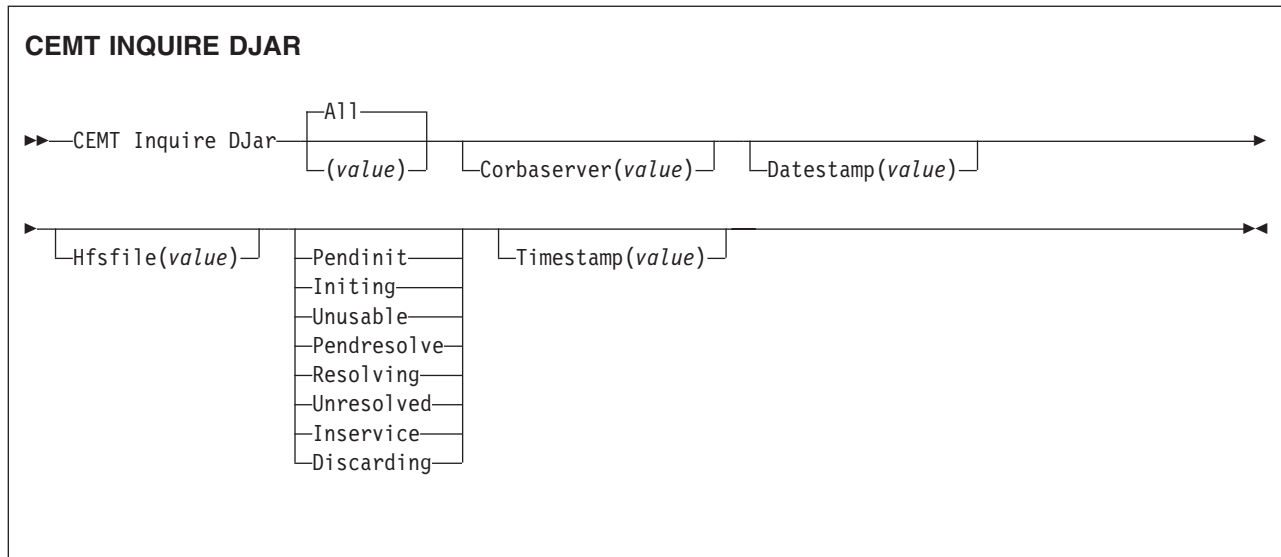 CEMT INQUIRE DJAR
All
CEMT Inquire DJar
(value) Corbaserver(value) Datestamp(value)
Hfsfile(value) Pendinit Timestamp(value)
Initing
Unusable
Pendresolve
Resolving
Unresolved
Inservice
Discarding